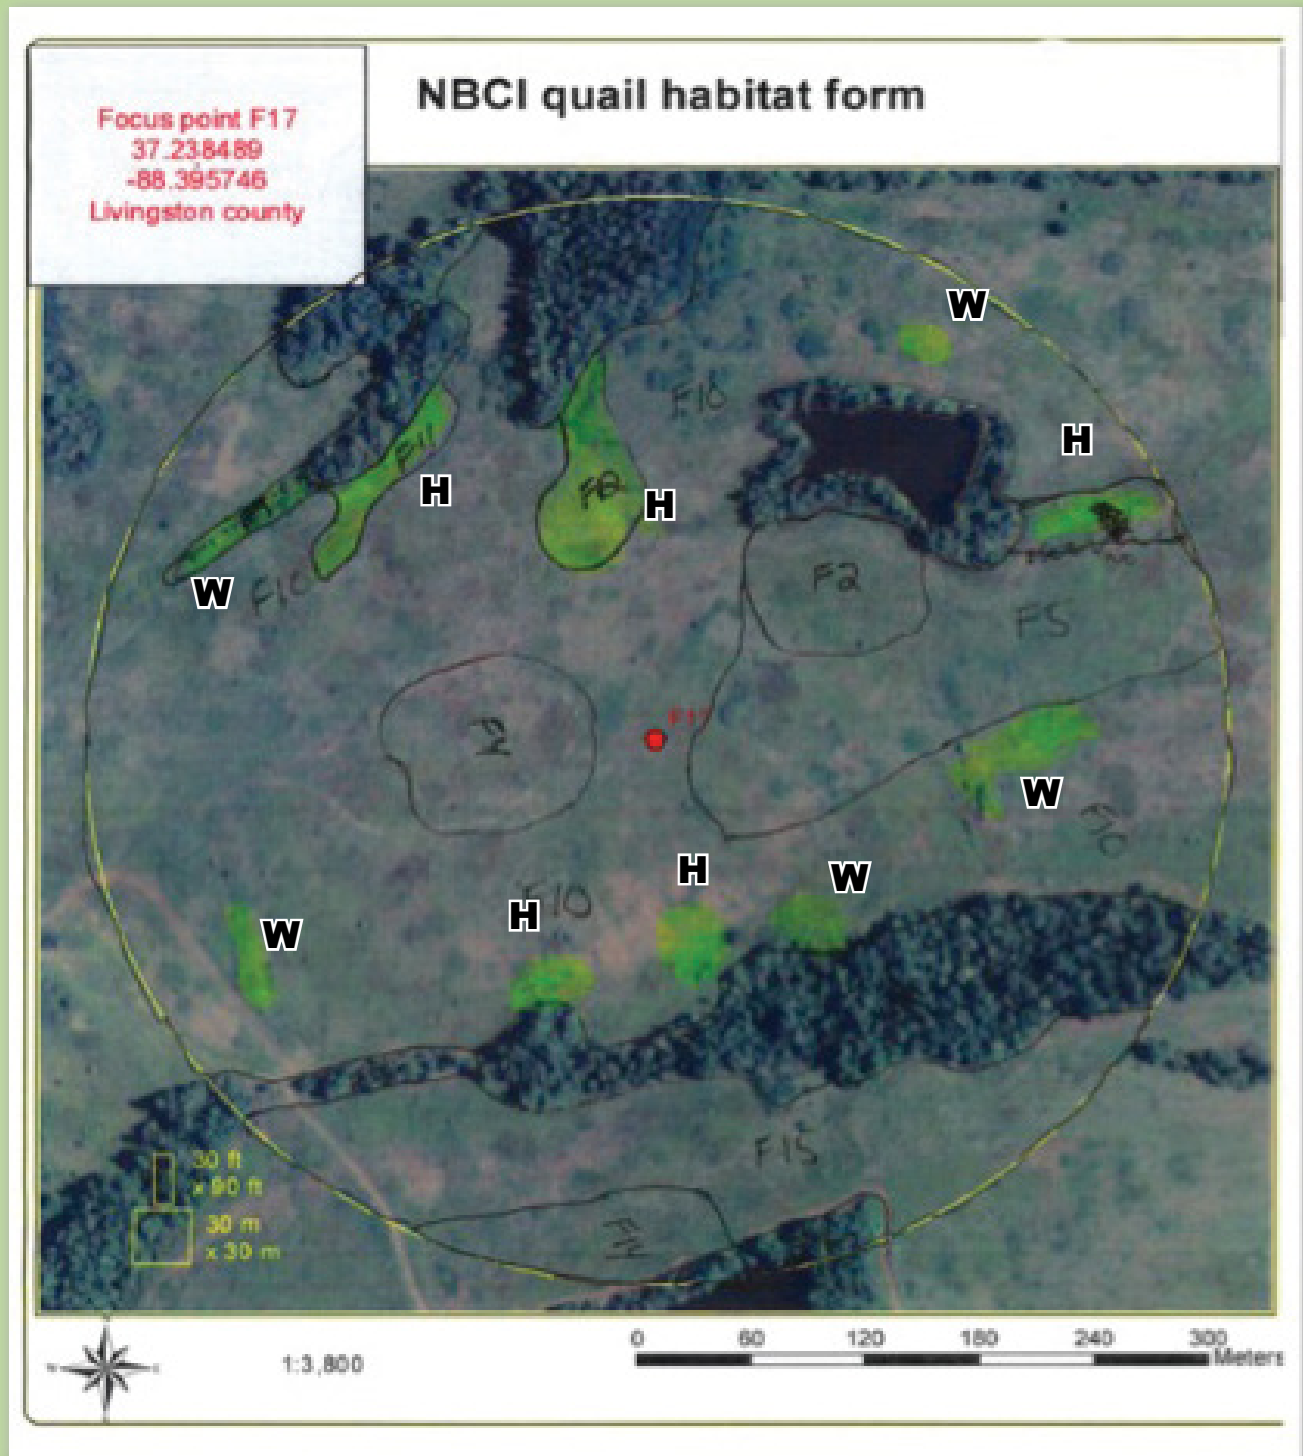 NBCI quail habitat form
Focus point F17
37.238489
-88.395746
Livingston county
W
F10
H
F11
H
F8
H
W
F10
F2
F5
F17
W
H
W
H
F10
W
F15
30 ft
x 90 ft
30 m
x 30 m
1:3,800
0 60 120 180 240 300
Meters